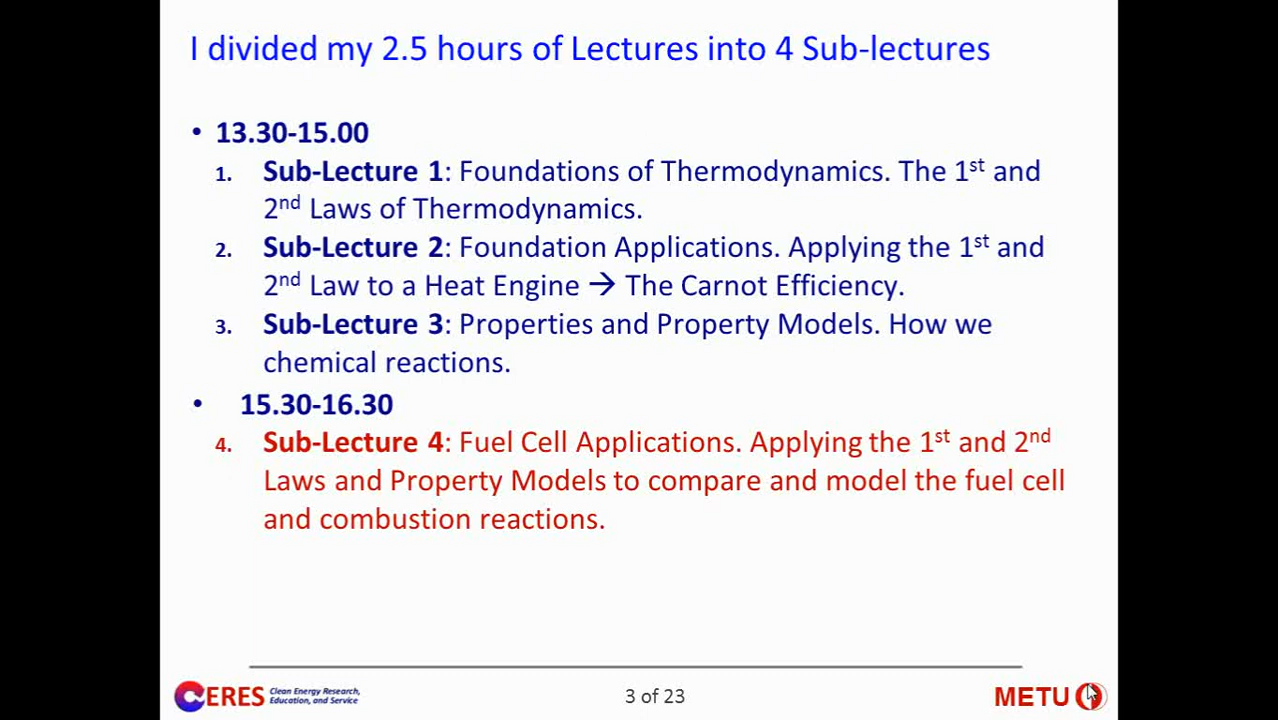 I divided my 2.5 hours of Lectures into 4 Sub-lectures
• 13.30-15.00
1. Sub-Lecture 1: Foundations of Thermodynamics. The 1st and
2nd Laws of Thermodynamics.
2. Sub-Lecture 2: Foundation Applications. Applying the 1st and
2nd Law to a Heat Engine → The Carnot Efficiency.
3. Sub-Lecture 3: Properties and Property Models. How we
chemical reactions.
• 15.30-16.30
4. Sub-Lecture 4: Fuel Cell Applications. Applying the 1st and 2nd
Laws and Property Models to compare and model the fuel cell
and combustion reactions.
CERES Clean Energy Research,
Education, and Service
3 of 23
METU